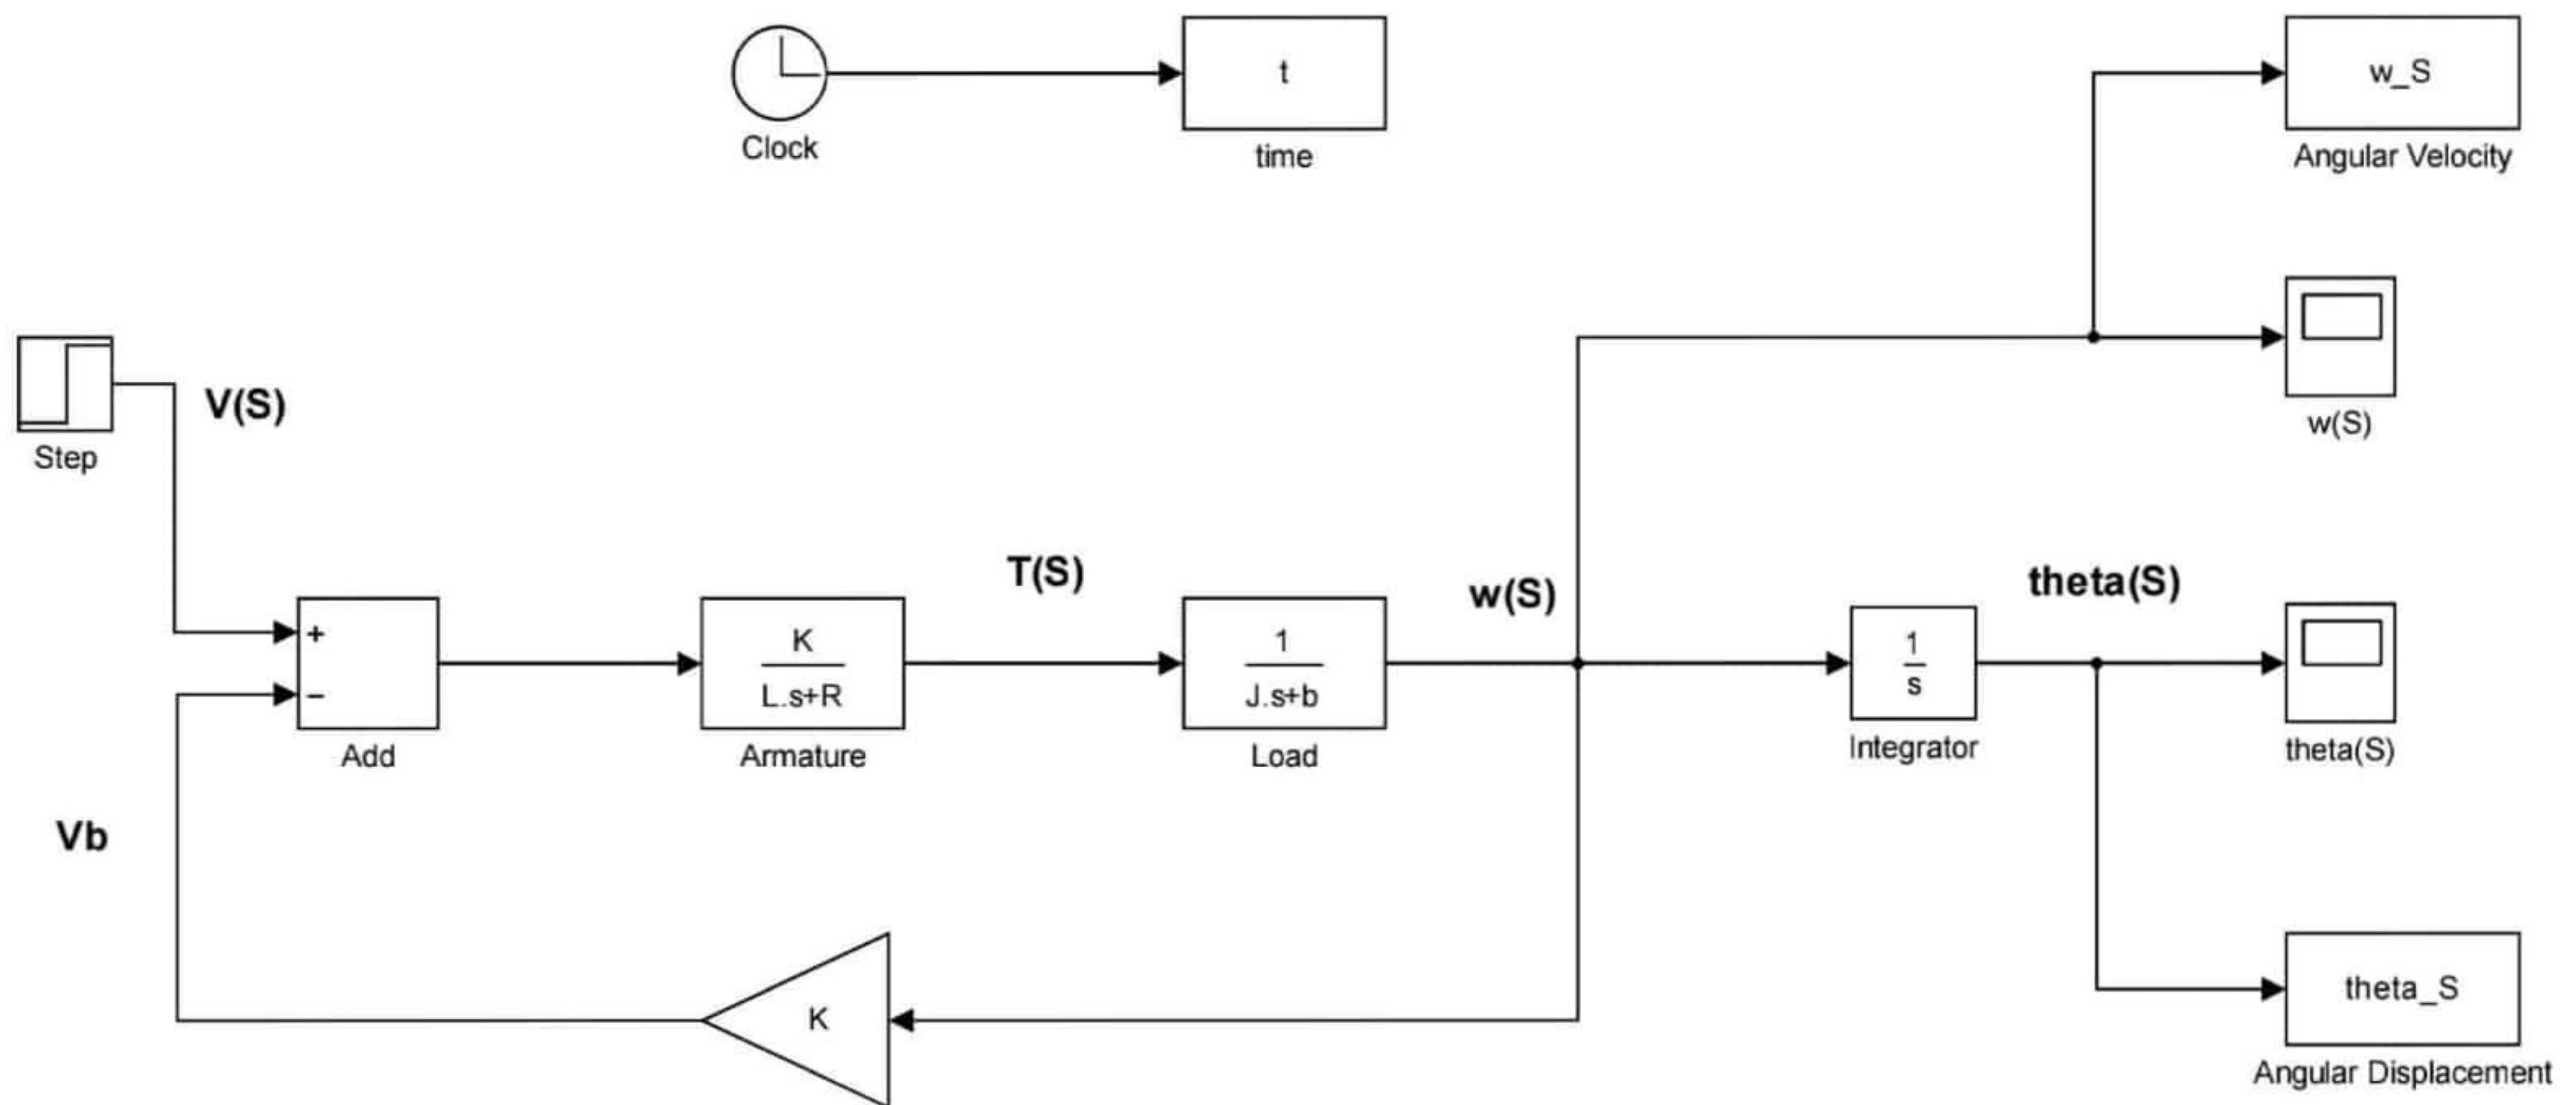 t
w_S
Clock
time
Angular Velocity
V(S)
w(S)
Step
T(S)
w(S)
theta(S)
+
K
L.s+R
1
J.s+b
1
s
−
Add
Armature
Load
Integrator
theta(S)
Vb
K
theta_S
Angular Displacement